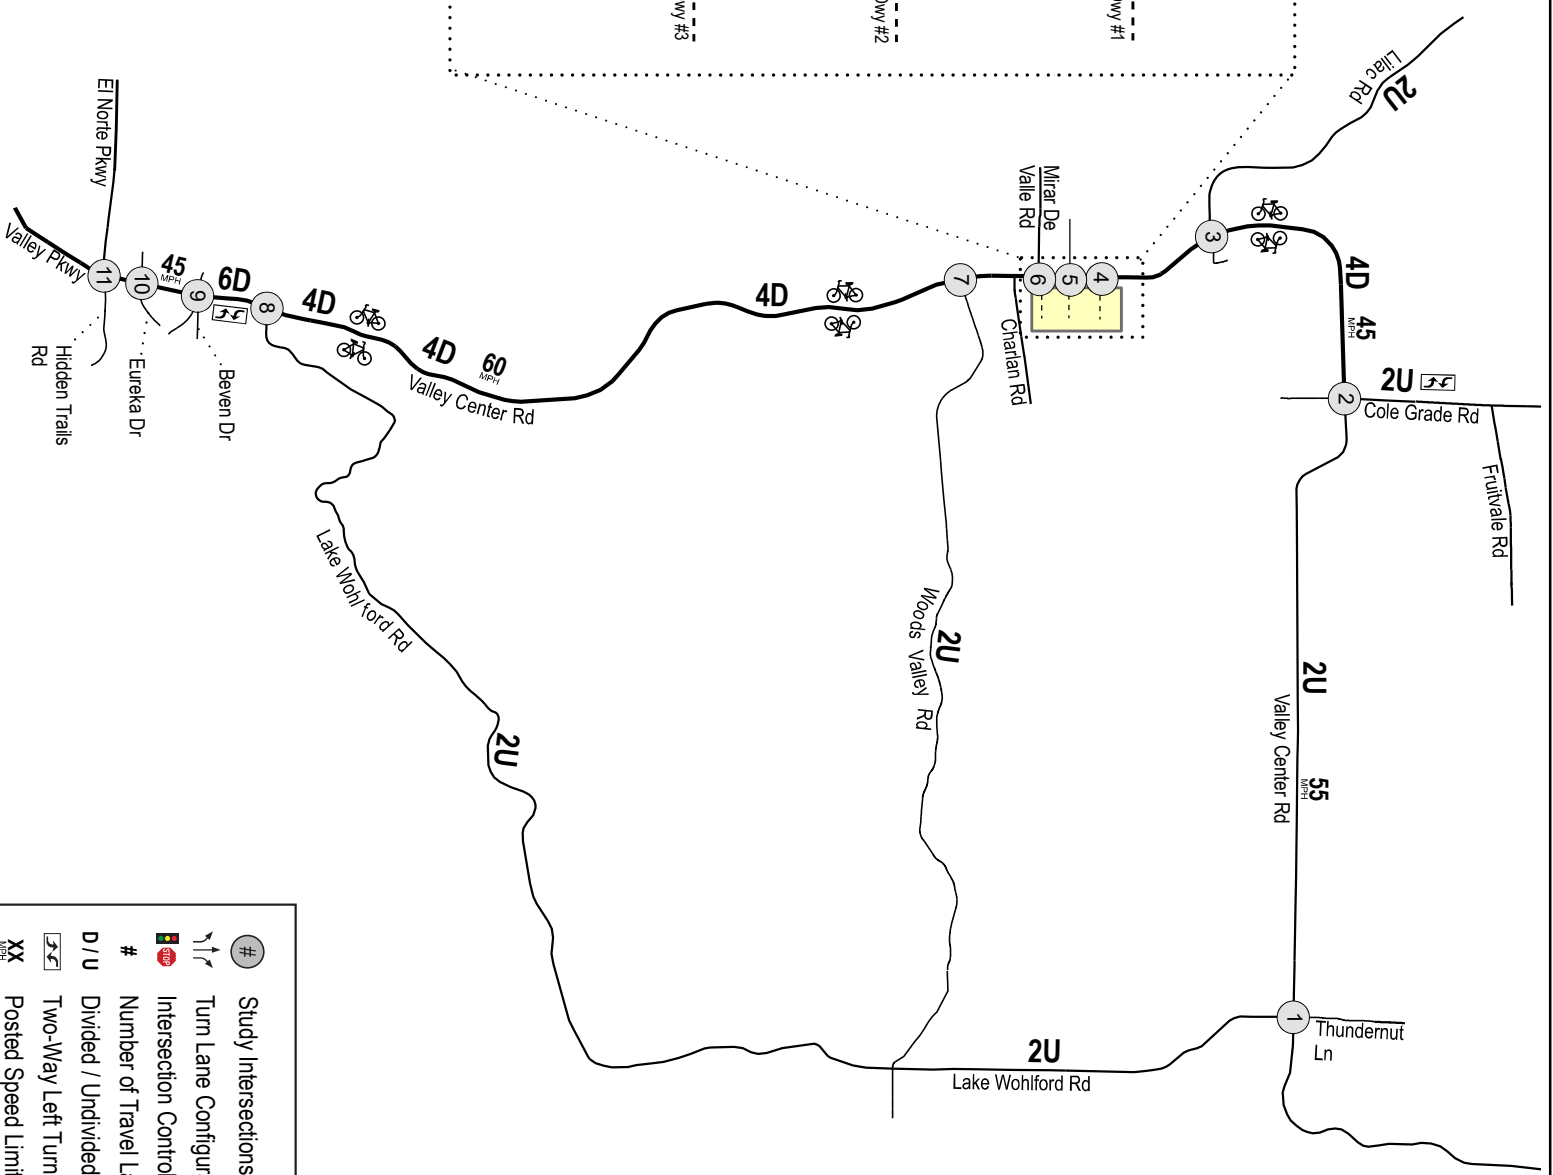 wy #3
wy #2
wy #1
Lilac Rd
2U
El Norte Pkwy
Valley Pkwy
Mirar De
Valle Rd
11
10
9
8
7
6
5
4
3
2
1
45
MPH
6D
4D
4D
60
MPH
Valley Center Rd
4D
4D
45
MPH
2U
Cole Grade Rd
Fruitvale Rd
Charlan Rd
Hidden Trails
Rd
Eureka Dr
Beven Dr
Lake Wohlford Rd
2U
Woods Valley Rd
2U
2U
Valley Center Rd
55
MPH
Thundernut
Ln
2U
Lake Wohlford Rd
# Study Intersections
Turn Lane Configur
STOP Intersection Control
# Number of Travel La
D / U Divided / Undivided
Two-Way Left Turn
XX MPH Posted Speed Limit